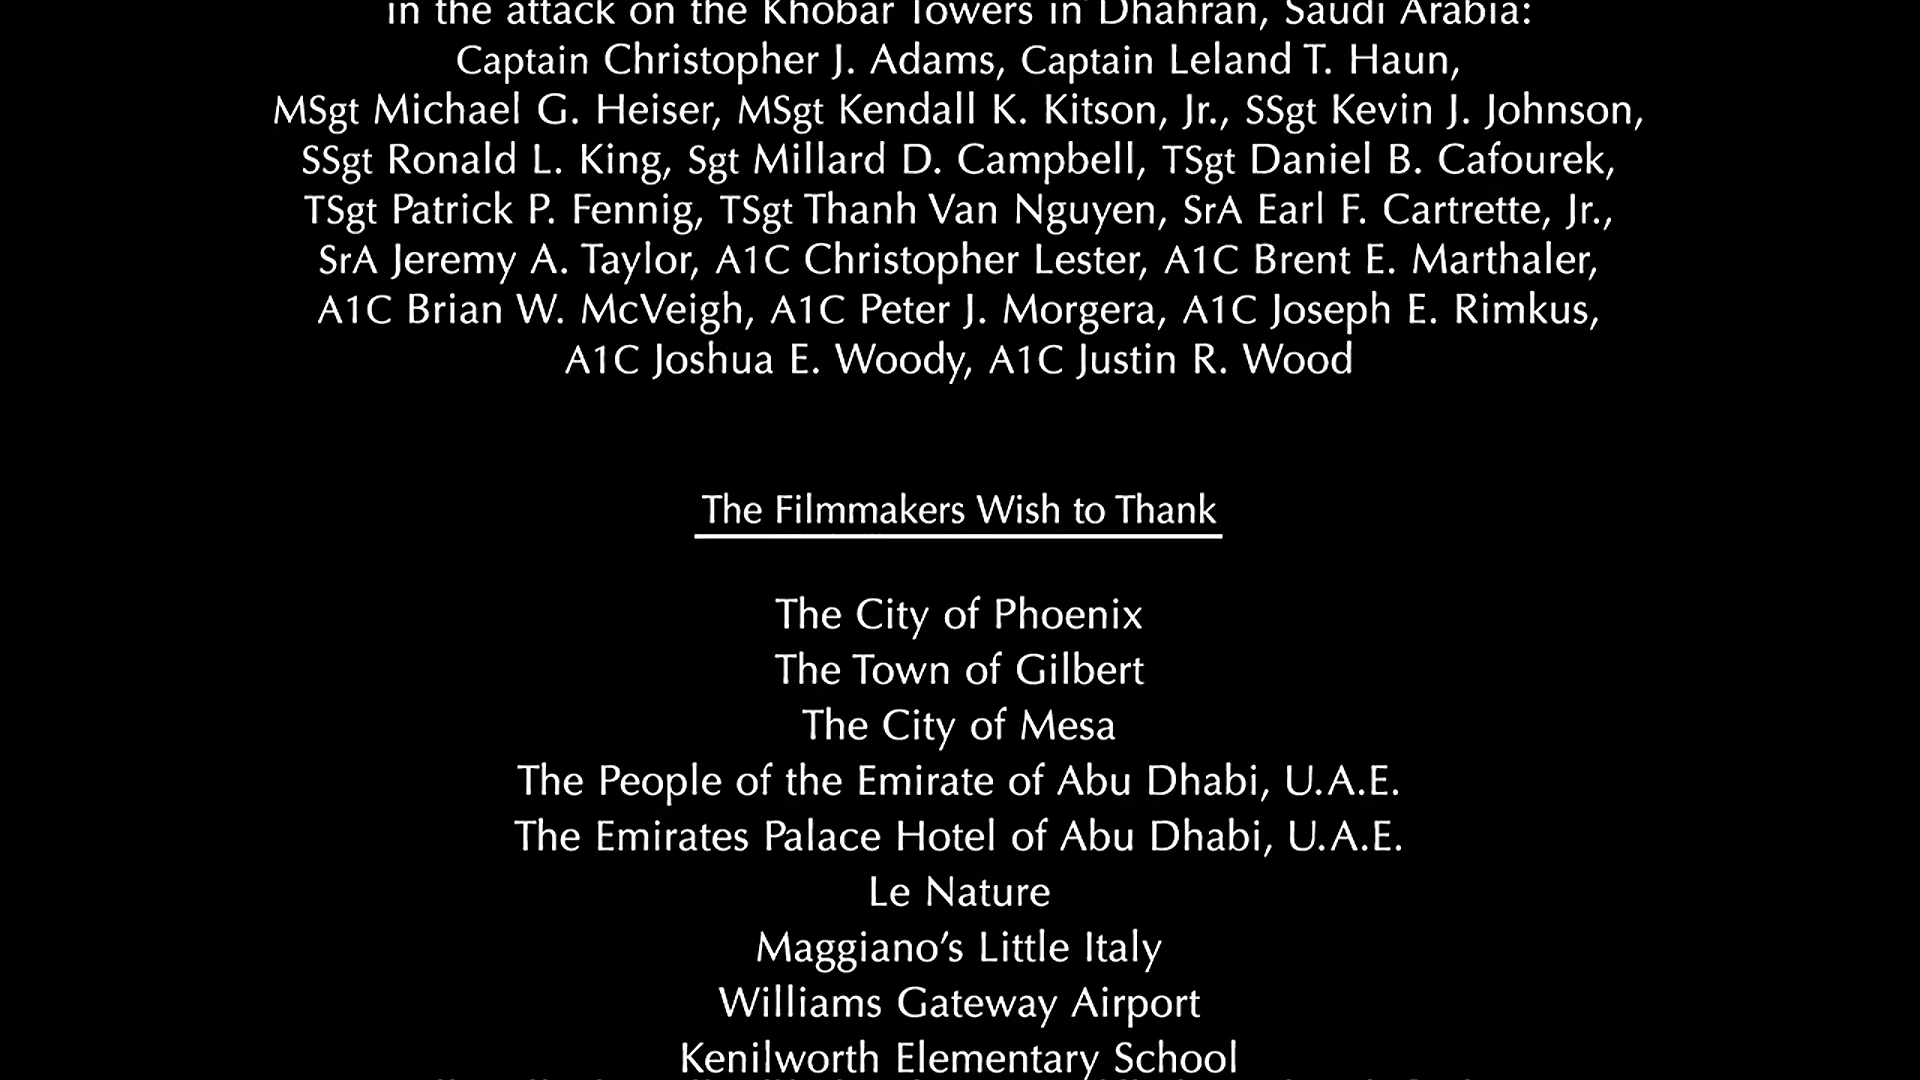 in the attack on the Khobar Towers in Dhahran, Saudi Arabia:
Captain Christopher J. Adams, Captain Leland T. Haun,
MSgt Michael G. Heiser, MSgt Kendall K. Kitson, Jr., SSgt Kevin J. Johnson,
SSgt Ronald L. King, Sgt Millard D. Campbell, TSgt Daniel B. Cafourek,
TSgt Patrick P. Fennig, TSgt Thanh Van Nguyen, SrA Earl F. Cartrette, Jr.,
SrA Jeremy A. Taylor, A1C Christopher Lester, A1C Brent E. Marthaler,
A1C Brian W. McVeigh, A1C Peter J. Morgera, A1C Joseph E. Rimkus,
A1C Joshua E. Woody, A1C Justin R. Wood
The Filmmakers Wish to Thank
The City of Phoenix
The Town of Gilbert
The City of Mesa
The People of the Emirate of Abu Dhabi, U.A.E.
The Emirates Palace Hotel of Abu Dhabi, U.A.E.
Le Nature
Maggiano’s Little Italy
Williams Gateway Airport
Kenilworth Elementary School